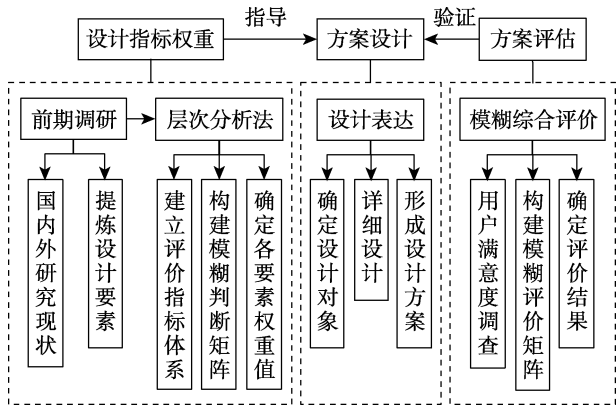 设计指标权重
指导
方案设计
验证
方案评估
前期调研
层次分析法
设计表达
模糊综合评价
国内外研究现状
提炼设计要素
建立评价指标体系
构建模糊判断矩阵
确定各要素权重值
确定设计对象
详细设计
形成设计方案
用户满意度调查
构建模糊评价矩阵
确定评价结果